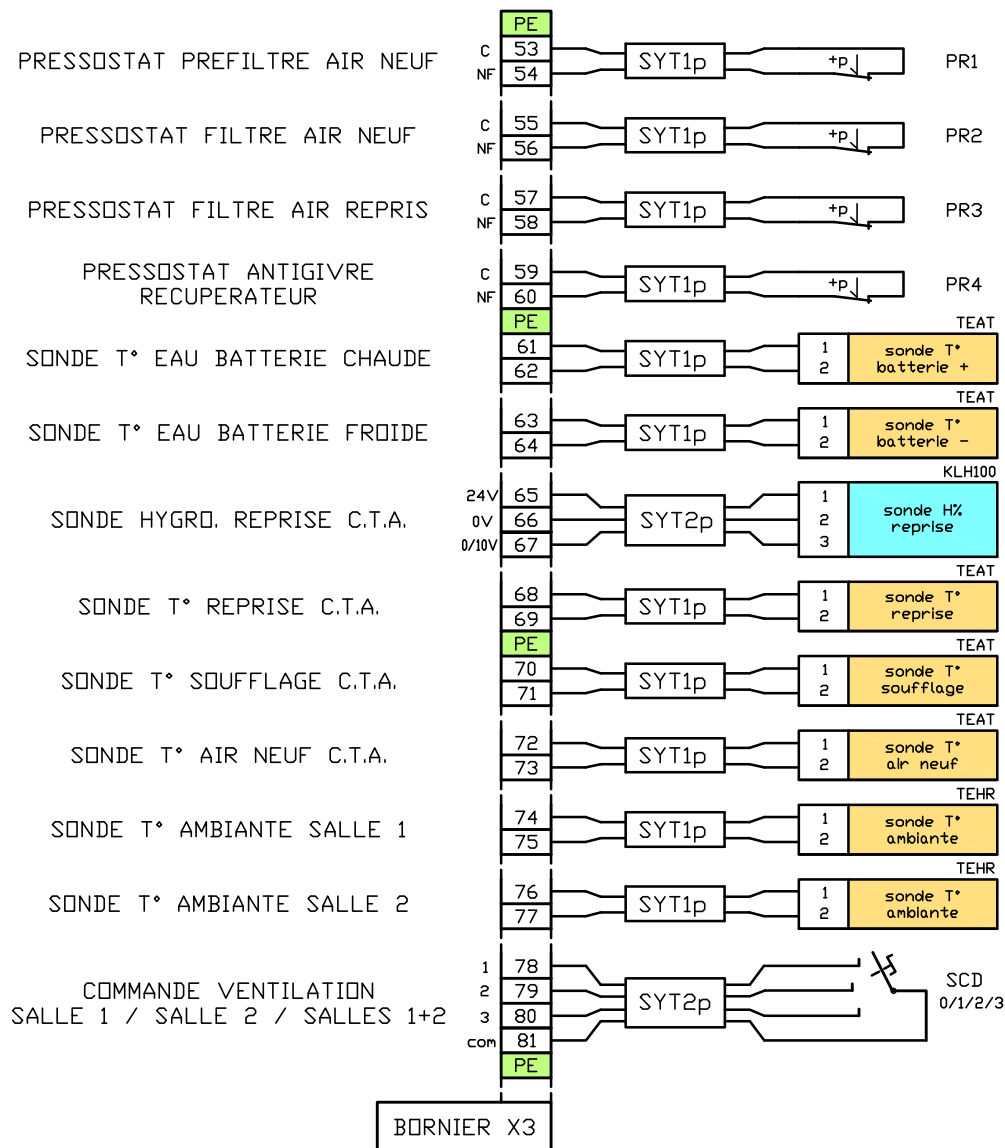 PE
PRESSOSTAT PREFILTRE AIR NEUF C 53 SYT1p +P PR1
NF 54
PRESSOSTAT FILTRE AIR NEUF C 55 SYT1p +P PR2
NF 56
PRESSOSTAT FILTRE AIR REPRIS C 57 SYT1p +P PR3
NF 58
PRESSOSTAT ANTIGIVRE C 59 SYT1p +P PR4
RECUPERATEUR NF 60
PE TEAT
SONDE T° EAU BATTERIE CHAUDE 61 SYT1p 1 sonde T°
62 2 batterie +
TEAT
SONDE T° EAU BATTERIE FROIDE 63 SYT1p 1 sonde T°
64 2 batterie -
KLH100
24V 65 1
SONDE HYGRO. REPRISE C.T.A. 0V 66 SYT2p 2 sonde H%
0/10V 67 3 reprise
TEAT
SONDE T° REPRISE C.T.A. 68 SYT1p 1 sonde T°
69 2 reprise
PE TEAT
SONDE T° SOUFFLAGE C.T.A. 70 SYT1p 1 sonde T°
71 2 soufflage
TEAT
SONDE T° AIR NEUF C.T.A. 72 SYT1p 1 sonde T°
73 2 air neuf
TEHR
SONDE T° AMBIANTE SALLE 1 74 SYT1p 1 sonde T°
75 2 ambiante
TEHR
SONDE T° AMBIANTE SALLE 2 76 SYT1p 1 sonde T°
77 2 ambiante
1 78
COMMANDE VENTILATION 2 79 SYT2p SCD
SALLE 1 / SALLE 2 / SALLES 1+2 3 80 0/1/2/3
com 81
PE
BORNIER X3